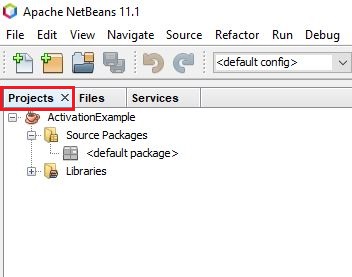 Apache NetBeans 11.1
File Edit View Navigate Source Refactor Run Debug
<default config>
Projects Files Services
ActivationExample
Source Packages
<default package>
Libraries